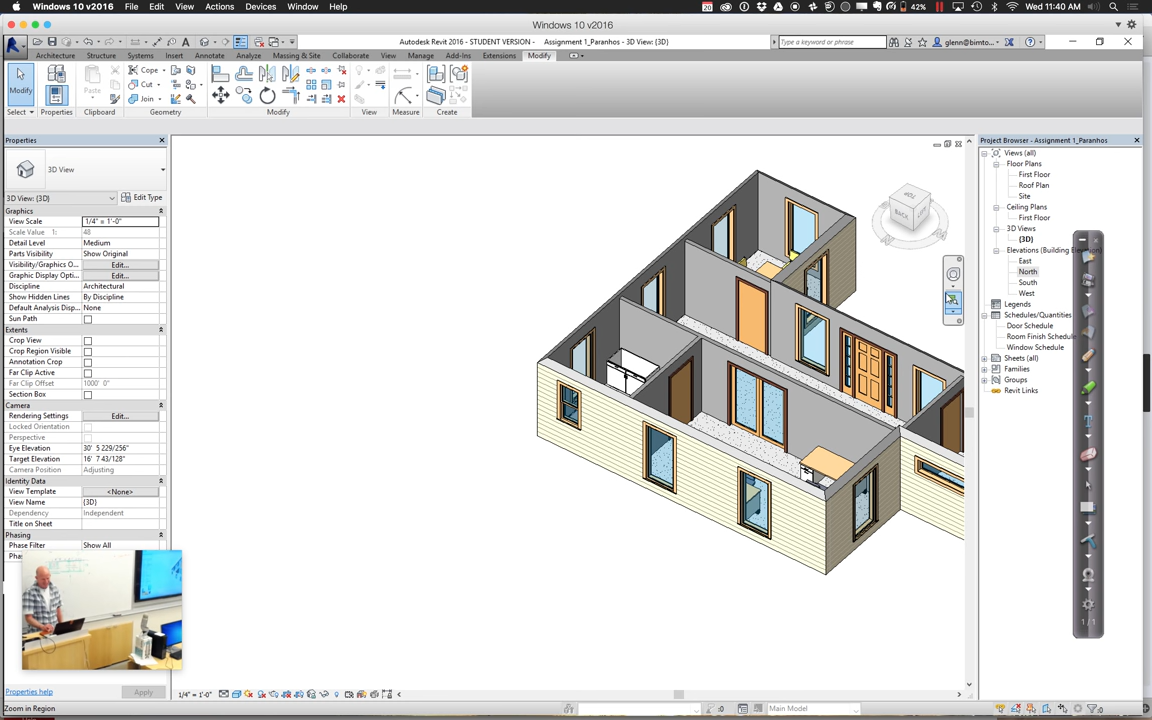 Windows 10 v2016 File Edit View Actions Devices Window Help 20 42% Wed 11:40 AM
Windows 10 v2016
Autodesk Revit 2016 - STUDENT VERSION - Assignment 1_Paranhos - 3D View: {3D}
Type a keyword or phrase
glenn@bimto...
Architecture Structure Systems Insert Annotate Analyze Massing & Site Collaborate View Manage Add-Ins Extensions Modify
Modify
Properties
Paste
Cope
Cut
Join
Select Properties Clipboard Geometry Modify View Measure Create
Properties
3D View
3D View: {3D} Edit Type
Graphics
View Scale 1/4" = 1'-0"
Scale Value 1: 48
Detail Level Medium
Parts Visibility Show Original
Visibility/Graphics O... Edit...
Graphic Display Opti... Edit...
Discipline Architectural
Show Hidden Lines By Discipline
Default Analysis Disp... None
Sun Path
Extents
Crop View
Crop Region Visible
Annotation Crop
Far Clip Active
Far Clip Offset 1000' 0"
Section Box
Camera
Rendering Settings Edit...
Locked Orientation
Perspective
Eye Elevation 30' 5 229/256"
Target Elevation 16' 7 43/128"
Camera Position Adjusting
Identity Data
View Template <None>
View Name {3D}
Dependency Independent
Title on Sheet
Phasing
Phase Filter Show All
Phas
Properties help Apply
TOP
BACK
LEFT
Project Browser - Assignment 1_Paranhos
Views (all)
Floor Plans
First Floor
Roof Plan
Site
Ceiling Plans
First Floor
3D Views
{3D}
Elevations (Building Elevation)
East
North
South
West
Legends
Schedules/Quantities
Door Schedule
Room Finish Schedule
Window Schedule
Sheets (all)
Families
Groups
Revit Links
1 / 1
1/4" = 1'-0"
Zoom in Region
:0
Main Model
:0